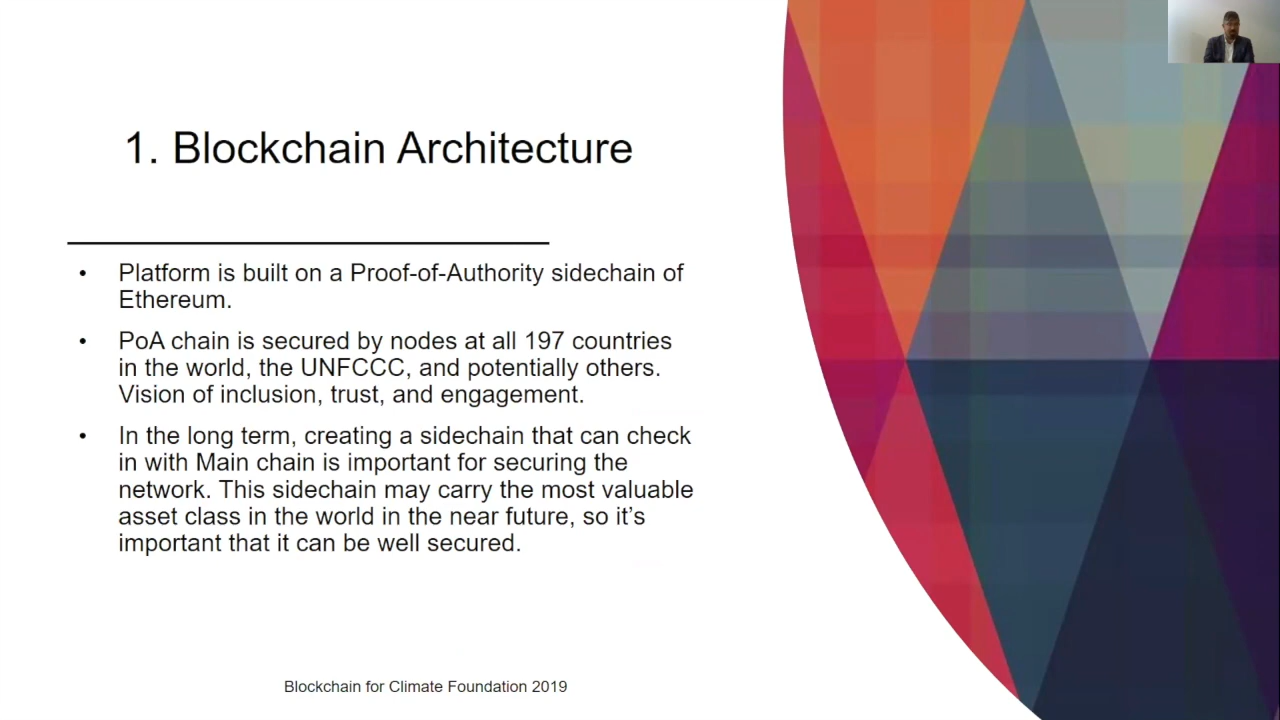 1. Blockchain Architecture
• Platform is built on a Proof-of-Authority sidechain of
Ethereum.
• PoA chain is secured by nodes at all 197 countries
in the world, the UNFCCC, and potentially others.
Vision of inclusion, trust, and engagement.
• In the long term, creating a sidechain that can check
in with Main chain is important for securing the
network. This sidechain may carry the most valuable
asset class in the world in the near future, so it’s
important that it can be well secured.
Blockchain for Climate Foundation 2019